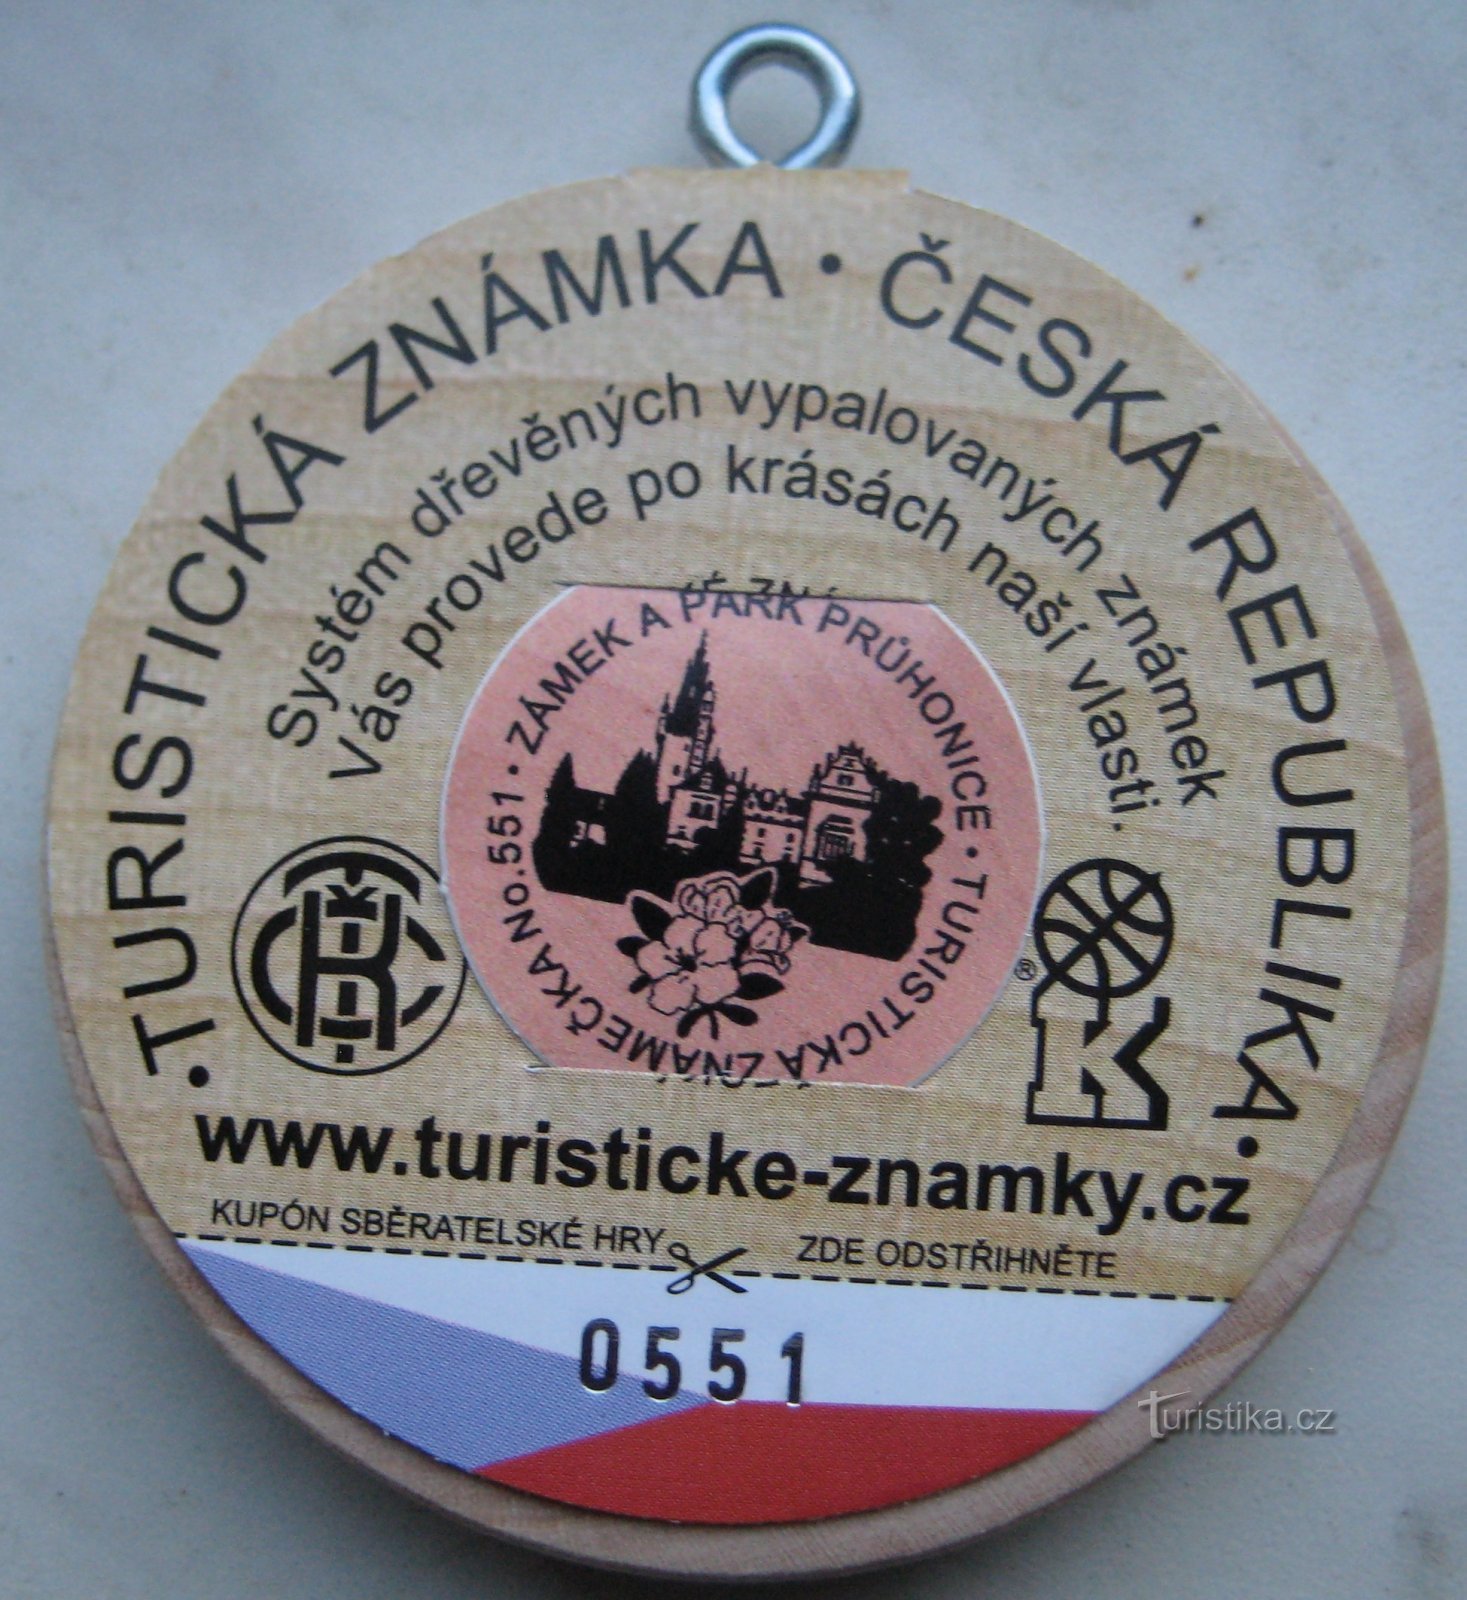 • TURISTICKÁ ZNÁMKA • ČESKÁ REPUBLIKA •
Systém dřevěných vypalovaných známek
Vás provede po krásách naší vlasti.
ZÁMEK A PARK PRŮHONICE • TURISTICKÁ ZNÁMEČKA No.551 •
KČT
®
www.turisticke-znamky.cz
KUPÓN SBĚRATELSKÉ HRY ZDE ODSTŘIHNĚTE
0551
Turistika.cz